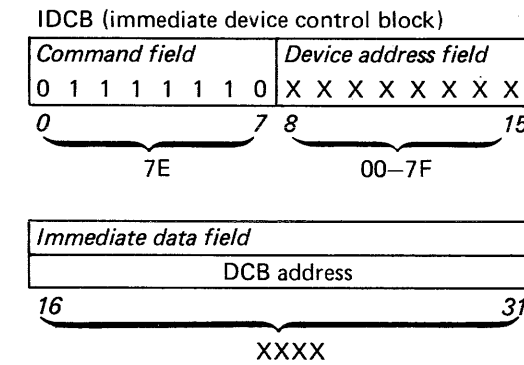 IDCB (immediate device control block)
Command field Device address field
0 1 1 1 1 1 1 0 X X X X X X X X
0 7 8 15
7E 00–7F
Immediate data field
DCB address
16 31
XXXX